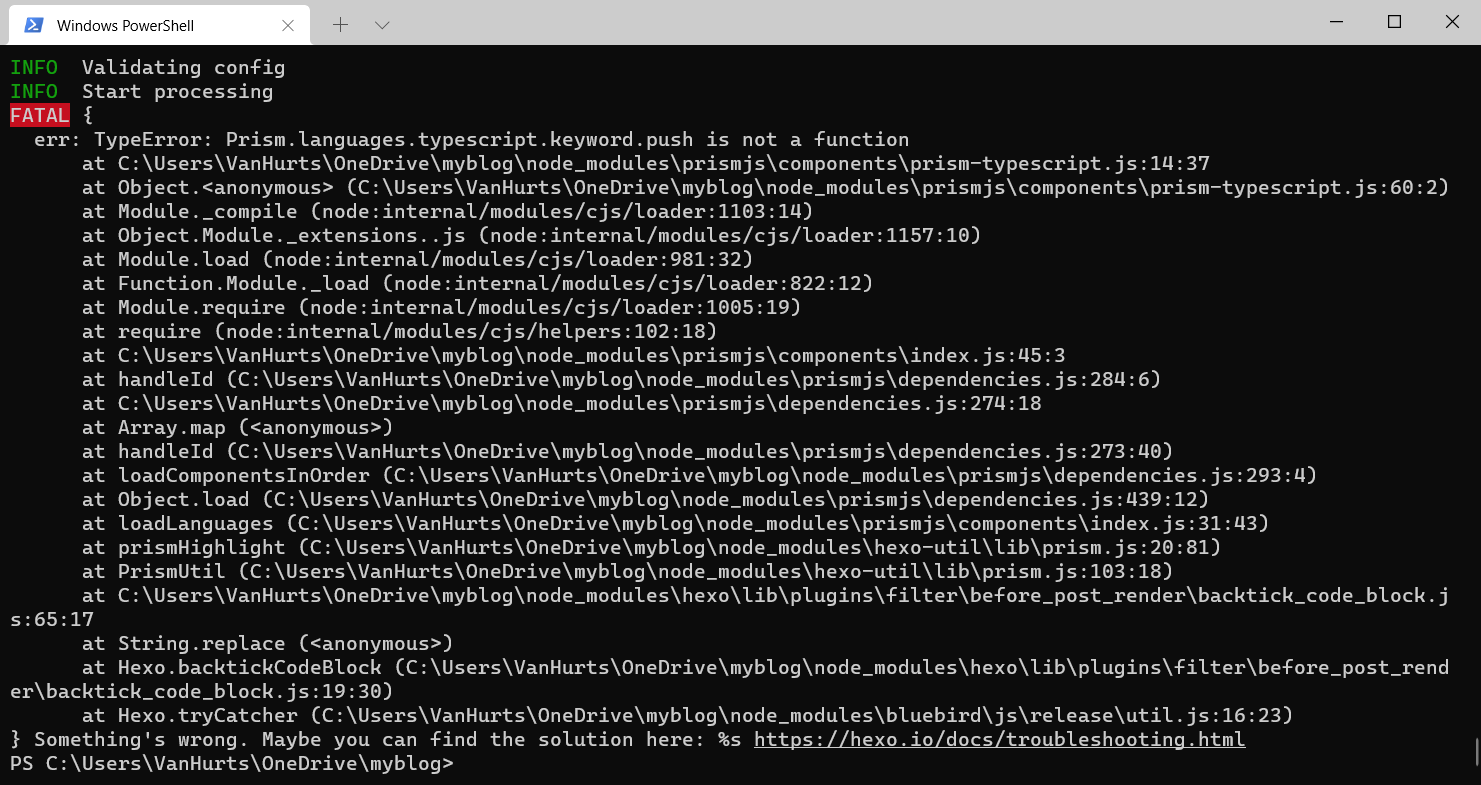 Windows PowerShell
INFO  Validating config
INFO  Start processing
FATAL {
  err: TypeError: Prism.languages.typescript.keyword.push is not a function
      at C:\Users\VanHurts\OneDrive\myblog\node_modules\prismjs\components\prism-typescript.js:14:37
      at Object.<anonymous> (C:\Users\VanHurts\OneDrive\myblog\node_modules\prismjs\components\prism-typescript.js:60:2)
      at Module._compile (node:internal/modules/cjs/loader:1103:14)
      at Object.Module._extensions..js (node:internal/modules/cjs/loader:1157:10)
      at Module.load (node:internal/modules/cjs/loader:981:32)
      at Function.Module._load (node:internal/modules/cjs/loader:822:12)
      at Module.require (node:internal/modules/cjs/loader:1005:19)
      at require (node:internal/modules/cjs/helpers:102:18)
      at C:\Users\VanHurts\OneDrive\myblog\node_modules\prismjs\components\index.js:45:3
      at handleId (C:\Users\VanHurts\OneDrive\myblog\node_modules\prismjs\dependencies.js:284:6)
      at C:\Users\VanHurts\OneDrive\myblog\node_modules\prismjs\dependencies.js:274:18
      at Array.map (<anonymous>)
      at handleId (C:\Users\VanHurts\OneDrive\myblog\node_modules\prismjs\dependencies.js:273:40)
      at loadComponentsInOrder (C:\Users\VanHurts\OneDrive\myblog\node_modules\prismjs\dependencies.js:293:4)
      at Object.load (C:\Users\VanHurts\OneDrive\myblog\node_modules\prismjs\dependencies.js:439:12)
      at loadLanguages (C:\Users\VanHurts\OneDrive\myblog\node_modules\prismjs\components\index.js:31:43)
      at prismHighlight (C:\Users\VanHurts\OneDrive\myblog\node_modules\hexo-util\lib\prism.js:20:81)
      at PrismUtil (C:\Users\VanHurts\OneDrive\myblog\node_modules\hexo-util\lib\prism.js:103:18)
      at C:\Users\VanHurts\OneDrive\myblog\node_modules\hexo\lib\plugins\filter\before_post_render\backtick_code_block.j
s:65:17
      at String.replace (<anonymous>)
      at Hexo.backtickCodeBlock (C:\Users\VanHurts\OneDrive\myblog\node_modules\hexo\lib\plugins\filter\before_post_rend
er\backtick_code_block.js:19:30)
      at Hexo.tryCatcher (C:\Users\VanHurts\OneDrive\myblog\node_modules\bluebird\js\release\util.js:16:23)
} Something's wrong. Maybe you can find the solution here: %s https://hexo.io/docs/troubleshooting.html
PS C:\Users\VanHurts\OneDrive\myblog>